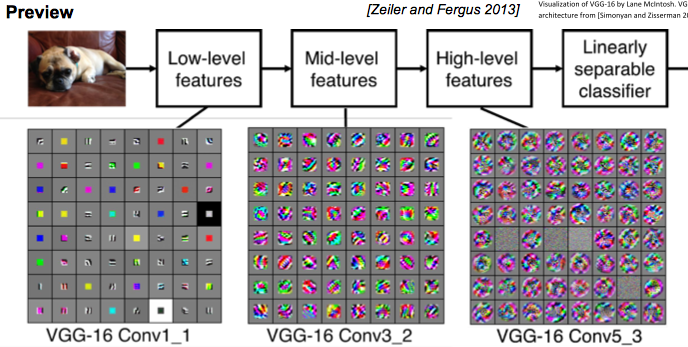 Preview
[Zeiler and Fergus 2013]
Visualization of VGG-16 by Lane McIntosh. VG
architecture from [Simonyan and Zisserman 2
Low-level
features
Mid-level
features
High-level
features
Linearly
separable
classifier
VGG-16 Conv1_1
VGG-16 Conv3_2
VGG-16 Conv5_3